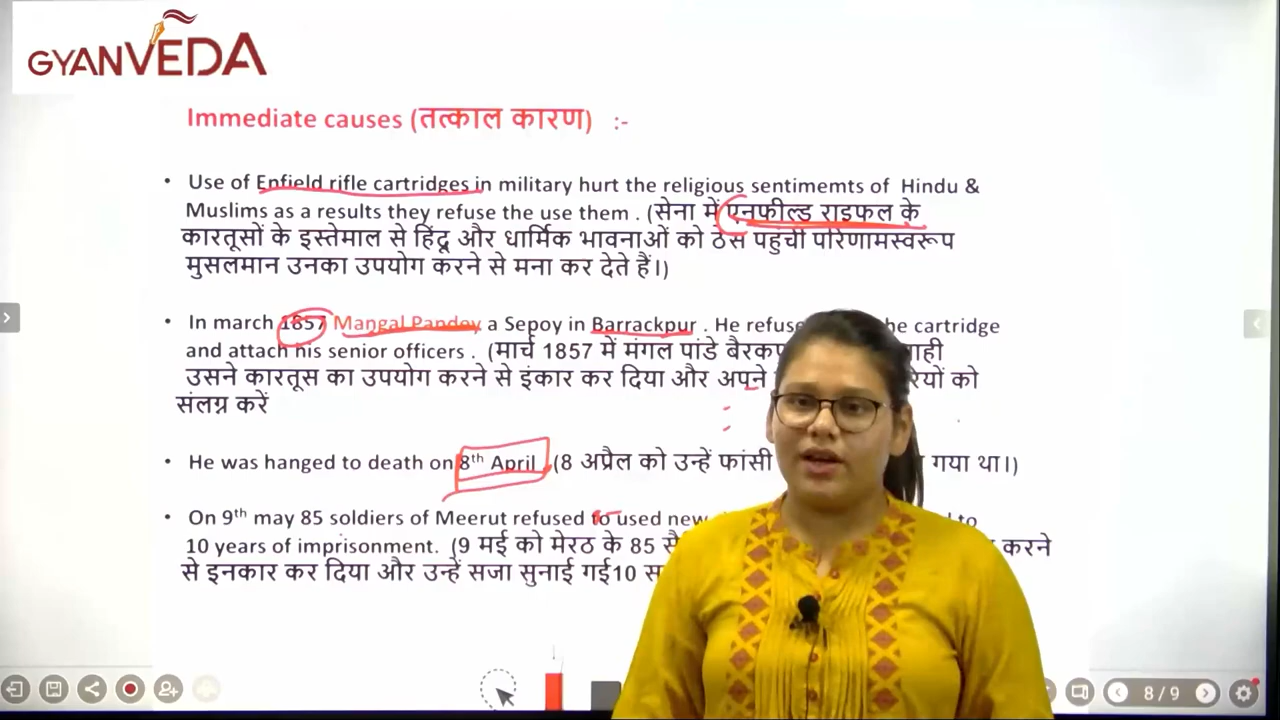 GYANVEDA
Immediate causes (तत्काल कारण) :-
• Use of Enfield rifle cartridges in military hurt the religious sentimemts of Hindu &
Muslims as a results they refuse the use them . (सेना में एनफील्ड राइफल के
कारतूसों के इस्तेमाल से हिंदू और धार्मिक भावनाओं को ठेस पहुंची परिणामस्वरूप
मुसलमान उनका उपयोग करने से मना कर देते हैं।)
• In march 1857 Mangal Pandey a Sepoy in Barrackpur . He refuse he cartridge
and attach his senior officers . (मार्च 1857 में मंगल पांडे
उसने कारतूस का उपयोग करने से इंकार कर दिया और अपने को
संलग्न करें
• He was hanged to death on 8th April (8 अप्रैल को उन्हें फांसी गया था।)
• On 9th may 85 soldiers of Meerut refused to used new to
10 years of imprisonment. (9 मई को मेरठ के 85 करने
से इनकार कर दिया और उन्हें सजा सुनाई गई10
8/9